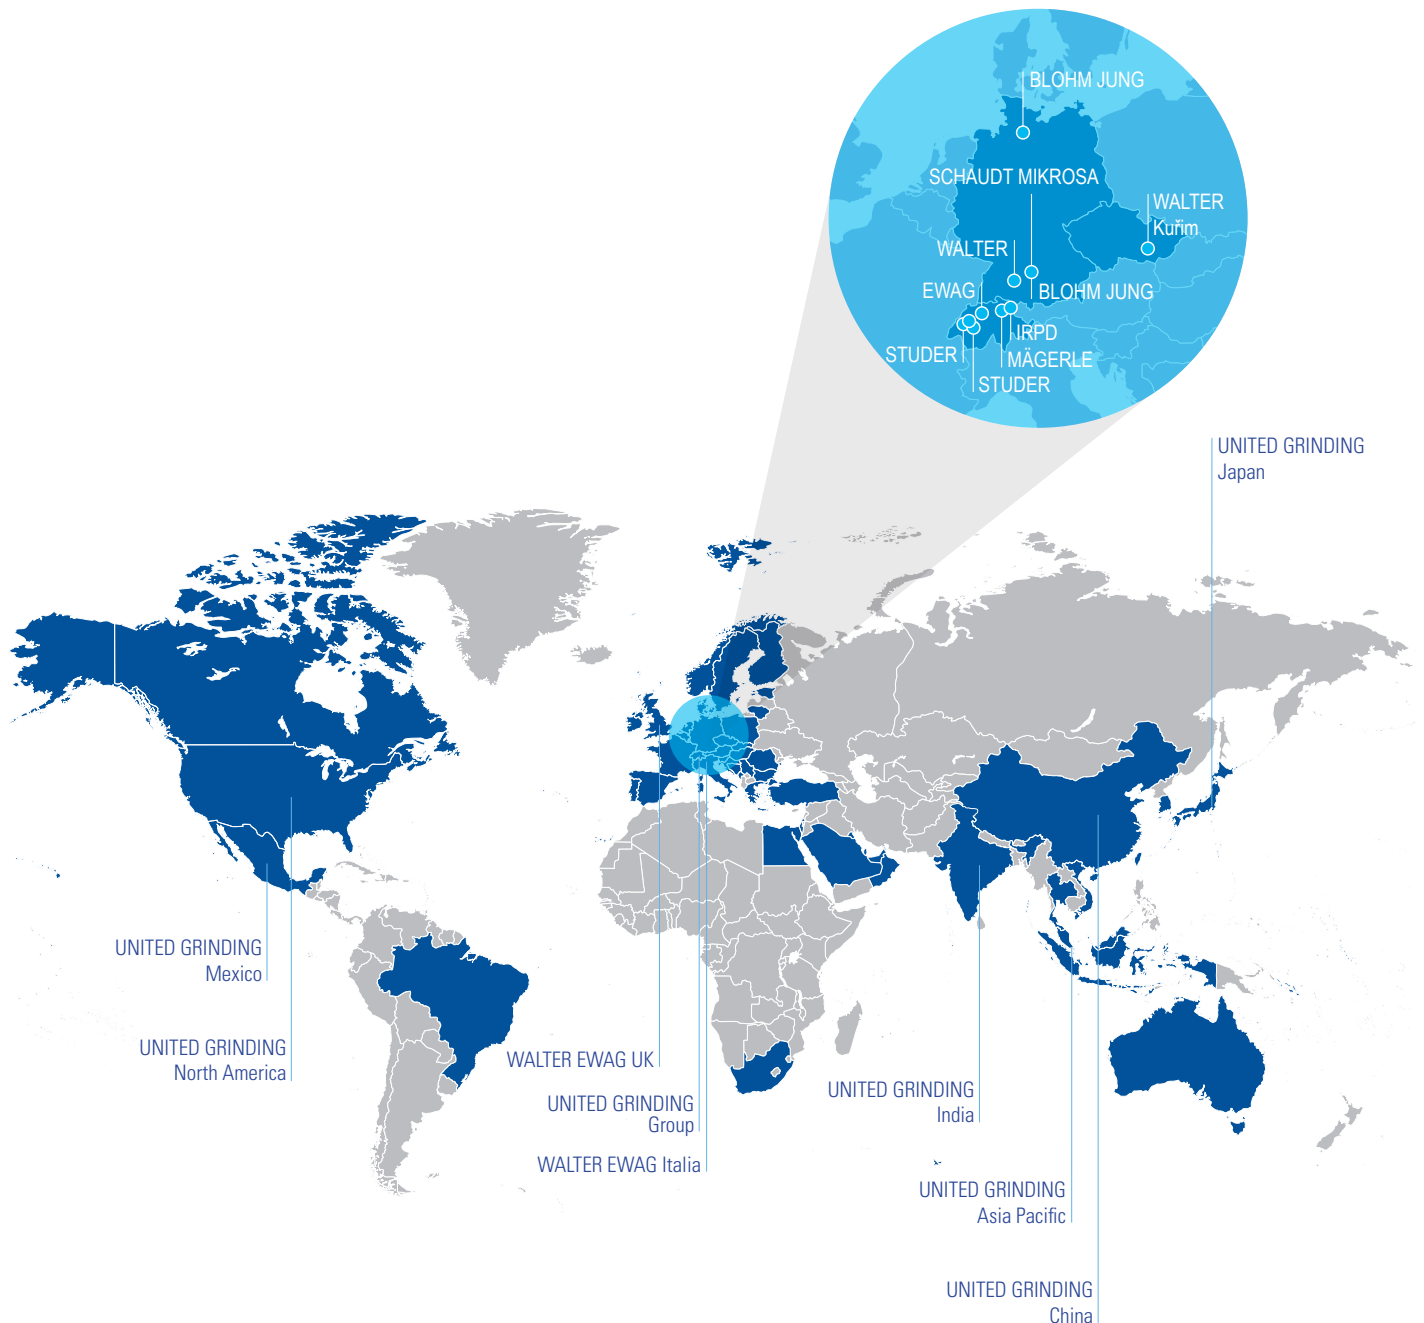 BLOHM JUNG
SCHAUDT MIKROSA
WALTER
Kuřim
WALTER
EWAG
BLOHM JUNG
IRPD
STUDER
MÄGERLE
STUDER
UNITED GRINDING
Japan
UNITED GRINDING
Mexico
UNITED GRINDING
North America
WALTER EWAG UK
UNITED GRINDING
Group
WALTER EWAG Italia
UNITED GRINDING
India
UNITED GRINDING
Asia Pacific
UNITED GRINDING
China